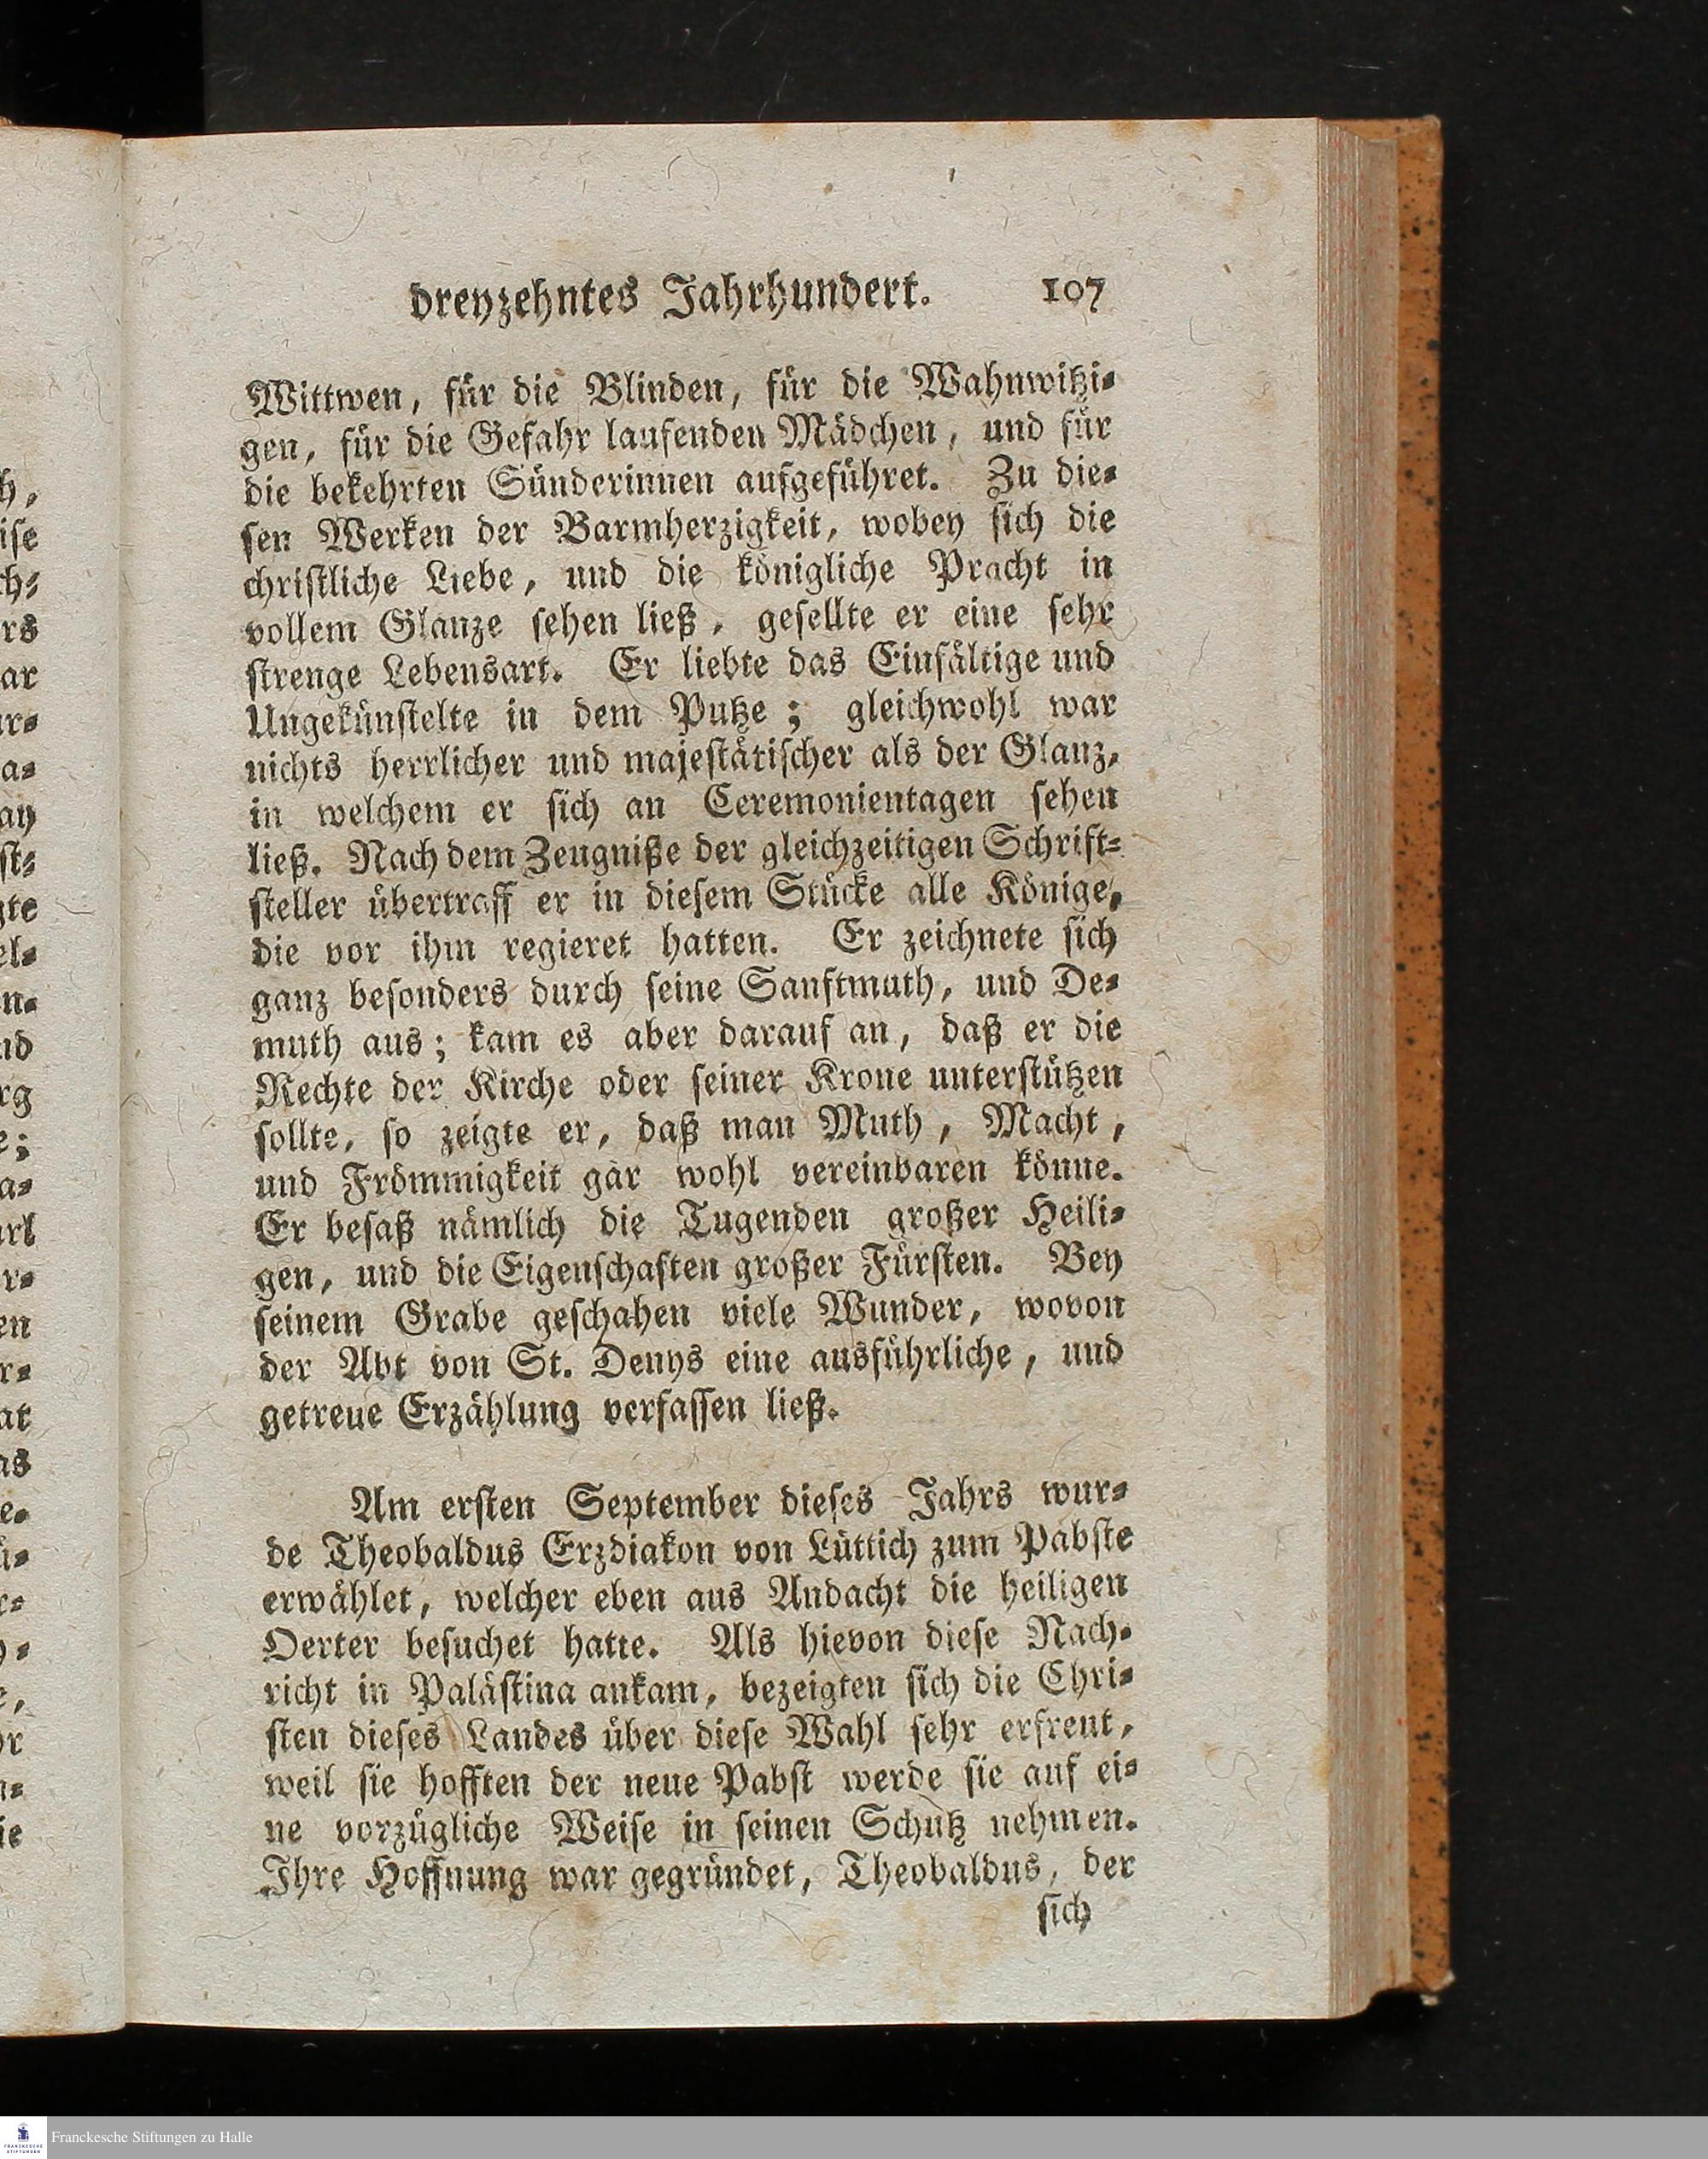 dreyzehntes Jahrhundert. 107
Wittwen, für die Blinden, für die Wahnwitzi-
gen, für die Gefahr laufenden Mädchen, und für
die bekehrten Sünderinnen aufgeführet. Zu die-
sen Werken der Barmherzigkeit, wobey sich die
christliche Liebe, und die königliche Pracht in
vollem Glanze sehen ließ, gesellte er eine sehr
strenge Lebensart. Er liebte das Einfältige und
Ungekünstelte in dem Putze; gleichwohl war
nichts herrlicher und majestätischer als der Glanz,
in welchem er sich an Ceremonientagen sehen
ließ. Nach dem Zeugniße der gleichzeitigen Schrift-
steller übertraff er in diesem Stücke alle Könige,
die vor ihm regieret hatten. Er zeichnete sich
ganz besonders durch seine Sanftmuth, und De-
muth aus; kam es aber darauf an, daß er die
Rechte der Kirche oder seiner Krone unterstützen
sollte, so zeigte er, daß man Muth, Macht,
und Frömmigkeit gar wohl vereinbaren könne.
Er besaß nämlich die Tugenden großer Heili-
gen, und die Eigenschaften großer Fürsten. Bey
seinem Grabe geschahen viele Wunder, wovon
der Abt von St. Denys eine ausführliche, und
getreue Erzählung verfassen ließ.
Am ersten September dieses Jahrs wur-
de Theobaldus Erzdiakon von Lüttich zum Pabste
erwählet, welcher eben aus Andacht die heiligen
Oerter besuchet hatte. Als hievon diese Nach-
richt in Palästina ankam, bezeigten sich die Chri-
sten dieses Landes über diese Wahl sehr erfreut,
weil sie hofften der neue Pabst werde sie auf ei-
ne vorzügliche Weise in seinen Schutz nehmen.
Ihre Hoffnung war gegründet, Theobaldus, der
sich
Franckesche Stiftungen zu Halle